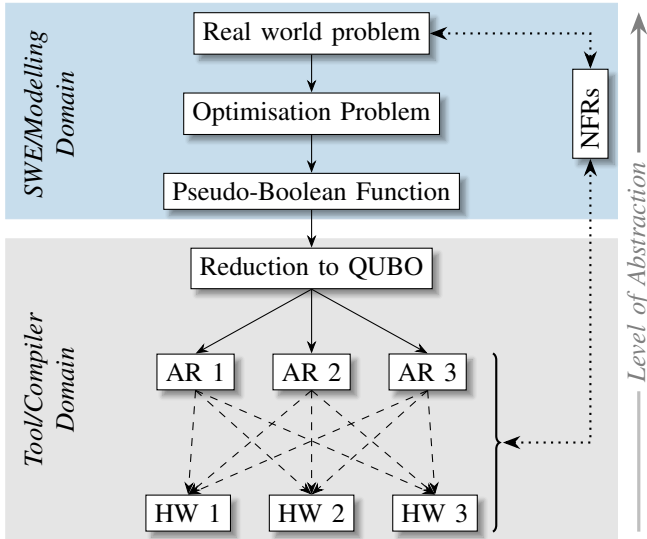 Real world problem
Optimisation Problem
Pseudo-Boolean Function
SWE/Modelling
Domain
NFRs
Reduction to QUBO
AR 1 AR 2 AR 3
HW 1 HW 2 HW 3
Tool/Compiler
Domain
Level of Abstraction